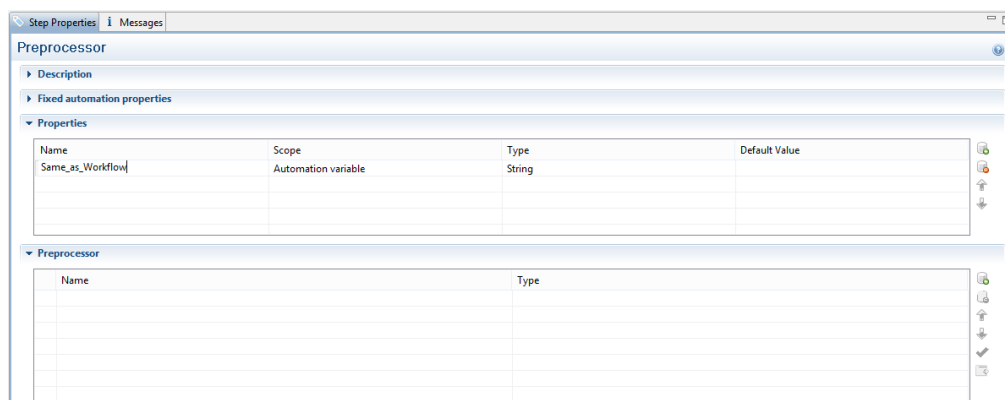 Step Properties i Messages
Preprocessor
Description
Fixed automation properties
Properties
Name Scope Type Default Value
Same_as_Workflow Automation variable String
Preprocessor
Name Type